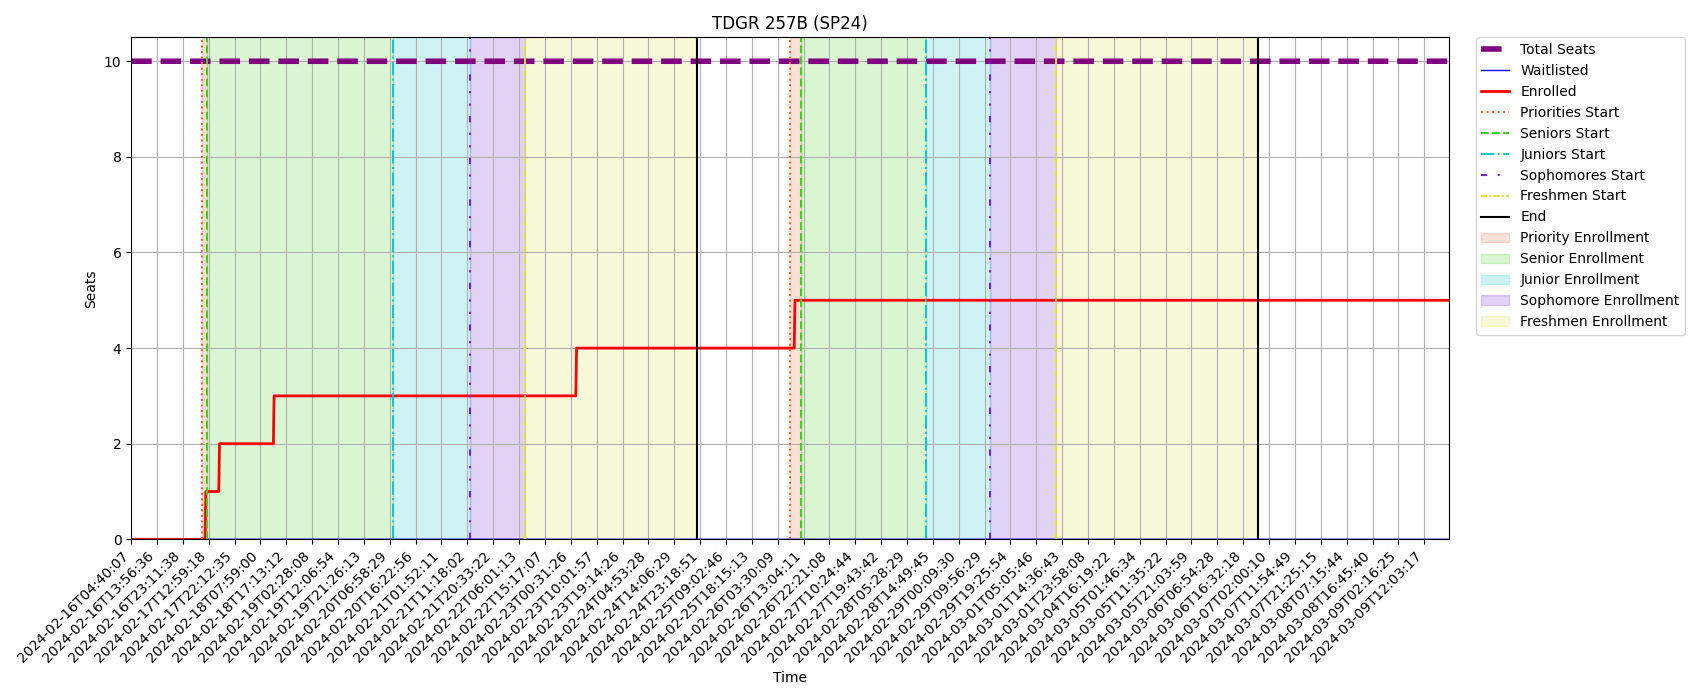 TDGR 257B (SP24)
Seats
10
8
6
4
2
0
2024-02-16T04:40:07
2024-02-16T13:56:36
2024-02-16T23:11:38
2024-02-17T12:59:18
2024-02-17T22:12:35
2024-02-18T07:59:00
2024-02-18T17:13:12
2024-02-19T02:28:08
2024-02-19T12:06:54
2024-02-19T21:26:13
2024-02-20T06:58:29
2024-02-20T16:22:56
2024-02-21T01:52:11
2024-02-21T11:18:02
2024-02-21T20:33:22
2024-02-22T06:01:13
2024-02-22T15:17:07
2024-02-23T00:31:26
2024-02-23T10:01:57
2024-02-23T19:14:26
2024-02-24T04:53:28
2024-02-24T14:06:29
2024-02-24T23:18:51
2024-02-25T09:02:46
2024-02-25T18:15:13
2024-02-26T03:30:09
2024-02-26T13:04:11
2024-02-26T22:21:08
2024-02-27T10:24:44
2024-02-27T19:43:42
2024-02-28T05:28:29
2024-02-28T14:49:45
2024-02-29T00:09:30
2024-02-29T09:56:29
2024-02-29T19:25:54
2024-03-01T05:05:46
2024-03-01T14:36:43
2024-03-01T23:58:08
2024-03-04T16:19:22
2024-03-05T01:46:34
2024-03-05T11:35:22
2024-03-05T21:03:59
2024-03-06T06:54:28
2024-03-06T16:32:18
2024-03-07T02:00:10
2024-03-07T11:54:49
2024-03-07T21:25:15
2024-03-08T07:15:44
2024-03-08T16:45:40
2024-03-09T02:16:25
2024-03-09T12:03:17
Time
Total Seats
Waitlisted
Enrolled
Priorities Start
Seniors Start
Juniors Start
Sophomores Start
Freshmen Start
End
Priority Enrollment
Senior Enrollment
Junior Enrollment
Sophomore Enrollment
Freshmen Enrollment